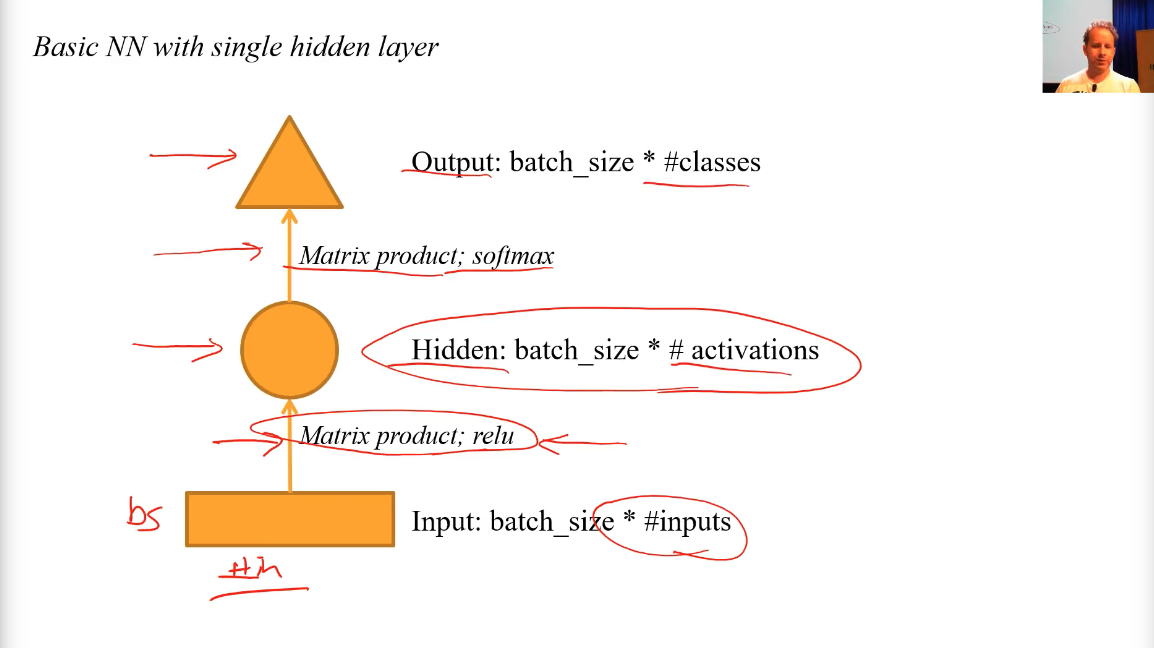 Basic NN with single hidden layer
Output: batch_size * #classes
Matrix product; softmax
Hidden: batch_size * # activations
Matrix product; relu
bs
Input: batch_size * #inputs